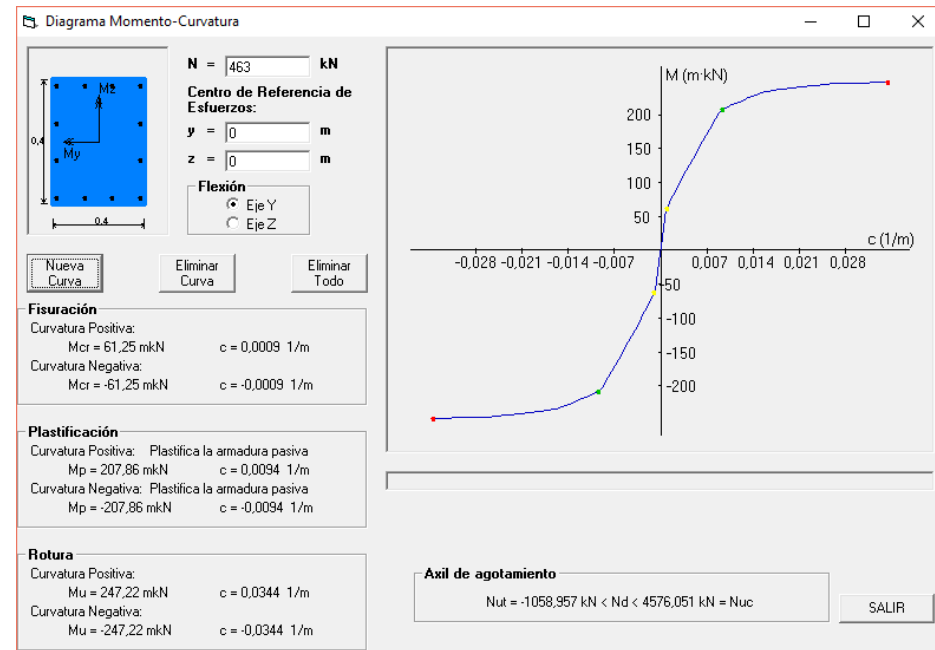 Diagrama Momento-Curvatura
Mz
My
0,4
0,4
N = 463 kN
Centro de Referencia de
Esfuerzos:
y = 0 m
z = 0 m
Flexión
Eje Y
Eje Z
Nueva
Curva
Eliminar
Curva
Eliminar
Todo
Fisuración
Curvatura Positiva:
Mcr = 61,25 mkN c = 0,0009 1/m
Curvatura Negativa:
Mcr = -61,25 mkN c = -0,0009 1/m
Plastificación
Curvatura Positiva: Plastifica la armadura pasiva
Mp = 207,86 mkN c = 0,0094 1/m
Curvatura Negativa: Plastifica la armadura pasiva
Mp = -207,86 mkN c = -0,0094 1/m
Rotura
Curvatura Positiva:
Mu = 247,22 mkN c = 0,0344 1/m
Curvatura Negativa:
Mu = -247,22 mkN c = -0,0344 1/m
M (m·kN)
200
150
100
50
c (1/m)
-0,028 -0,021 -0,014 -0,007 0,007 0,014 0,021 0,028
-50
-100
-150
-200
Axil de agotamiento
Nut = -1058,957 kN < Nd < 4576,051 kN = Nuc
SALIR